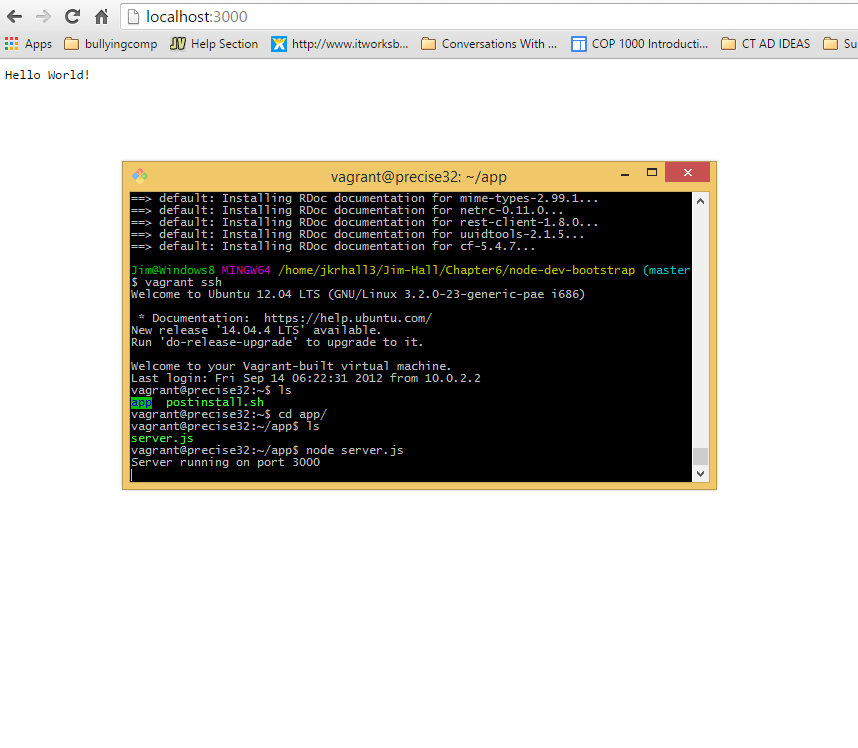 localhost:3000
Apps bullyingcomp Help Section http://www.itworksb... Conversations With ... COP 1000 Introducti... CT AD IDEAS Su
Hello World!
vagrant@precise32: ~/app
==> default: Installing RDoc documentation for mime-types-2.99.1...
==> default: Installing RDoc documentation for netrc-0.11.0...
==> default: Installing RDoc documentation for rest-client-1.8.0...
==> default: Installing RDoc documentation for uuidtools-2.1.5...
==> default: Installing RDoc documentation for cf-5.4.7...
Jim@Windows8 MINGW64 /home/jkrhall3/Jim-Hall/Chapter6/node-dev-bootstrap (master
$ vagrant ssh
Welcome to Ubuntu 12.04 LTS (GNU/Linux 3.2.0-23-generic-pae i686)
* Documentation:  https://help.ubuntu.com/
New release '14.04.4 LTS' available.
Run 'do-release-upgrade' to upgrade to it.
Welcome to your Vagrant-built virtual machine.
Last login: Fri Sep 14 06:22:31 2012 from 10.0.2.2
vagrant@precise32:~$ ls
app  postinstall.sh
vagrant@precise32:~$ cd app/
vagrant@precise32:~/app$ ls
server.js
vagrant@precise32:~/app$ node server.js
Server running on port 3000